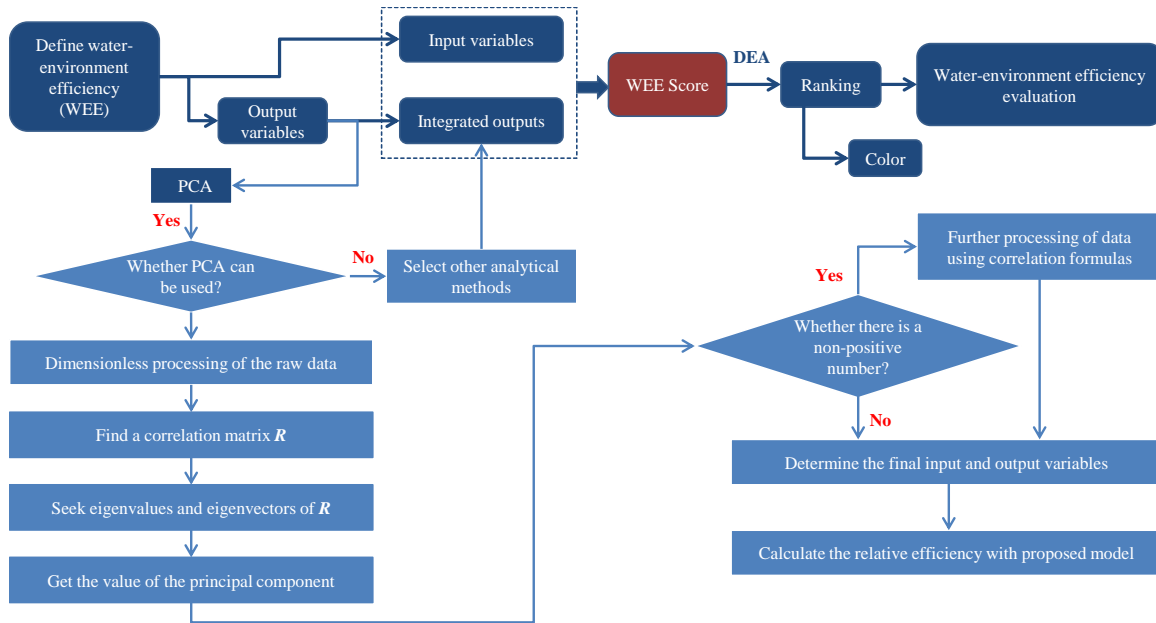 Define water-
environment
efficiency
(WEE)
Input variables
Output
variables
Integrated outputs
WEE Score
DEA
Ranking
Water-environment efficiency
evaluation
Color
PCA
Yes
Whether PCA can
be used?
No
Select other analytical
methods
Dimensionless processing of the raw data
Find a correlation matrix R
Seek eigenvalues and eigenvectors of R
Get the value of the principal component
Further processing of data
using correlation formulas
Yes
Whether there is a
non-positive
number?
No
Determine the final input and output variables
Calculate the relative efficiency with proposed model